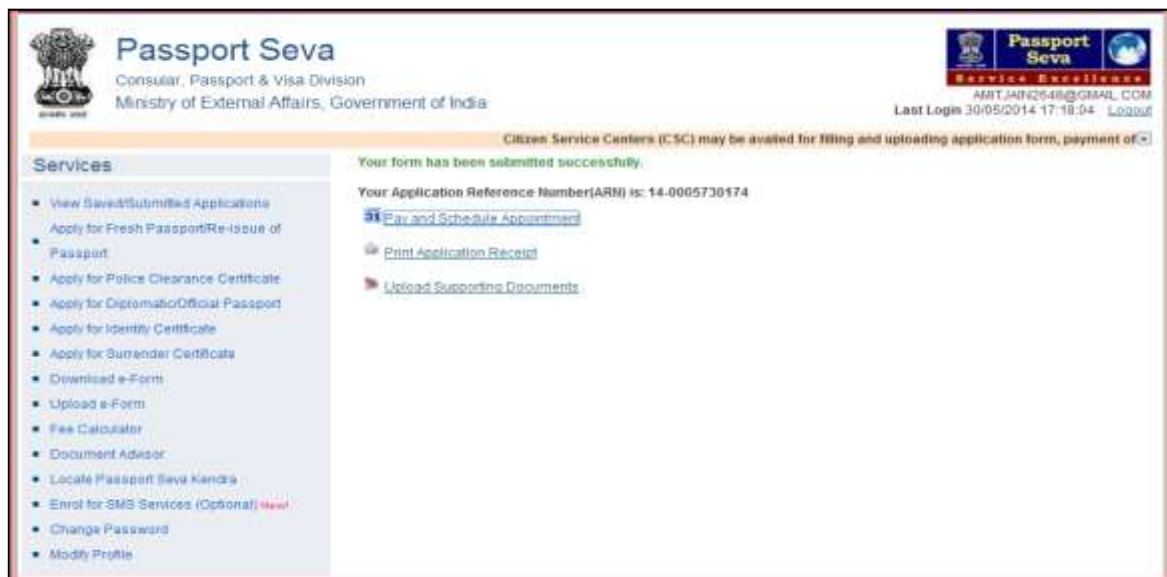 Passport Seva
Consular, Passport & Visa Division
Ministry of External Affairs, Government of India
Passport
Seva
Service Excellence
AMITJAIN2648@GMAIL.COM
Last Login 30/05/2014 17:18:04 Logout
Citizen Service Centers (CSC) may be availed for filling and uploading application form, payment of
Services
View Saved/Submitted Applications
Apply for Fresh Passport/Re-Issue of
Passport
Apply for Police Clearance Certificate
Apply for Diplomatic/Official Passport
Apply for Identity Certificate
Apply for Surrender Certificate
Download e-Form
Upload e-Form
Fee Calculator
Document Advisor
Locate Passport Seva Kendra
Enrol for SMS Services (Optional) New!
Change Password
Modify Profile
Your form has been submitted successfully.
Your Application Reference Number(ARN) is: 14-0005730174
Pay and Schedule Appointment
Print Application Receipt
Upload Supporting Documents